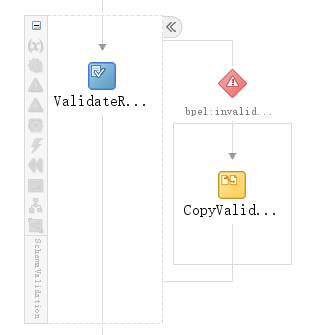 (x)
ValidateR...
bpel:invalid...
CopyValid...
SchemaValidation